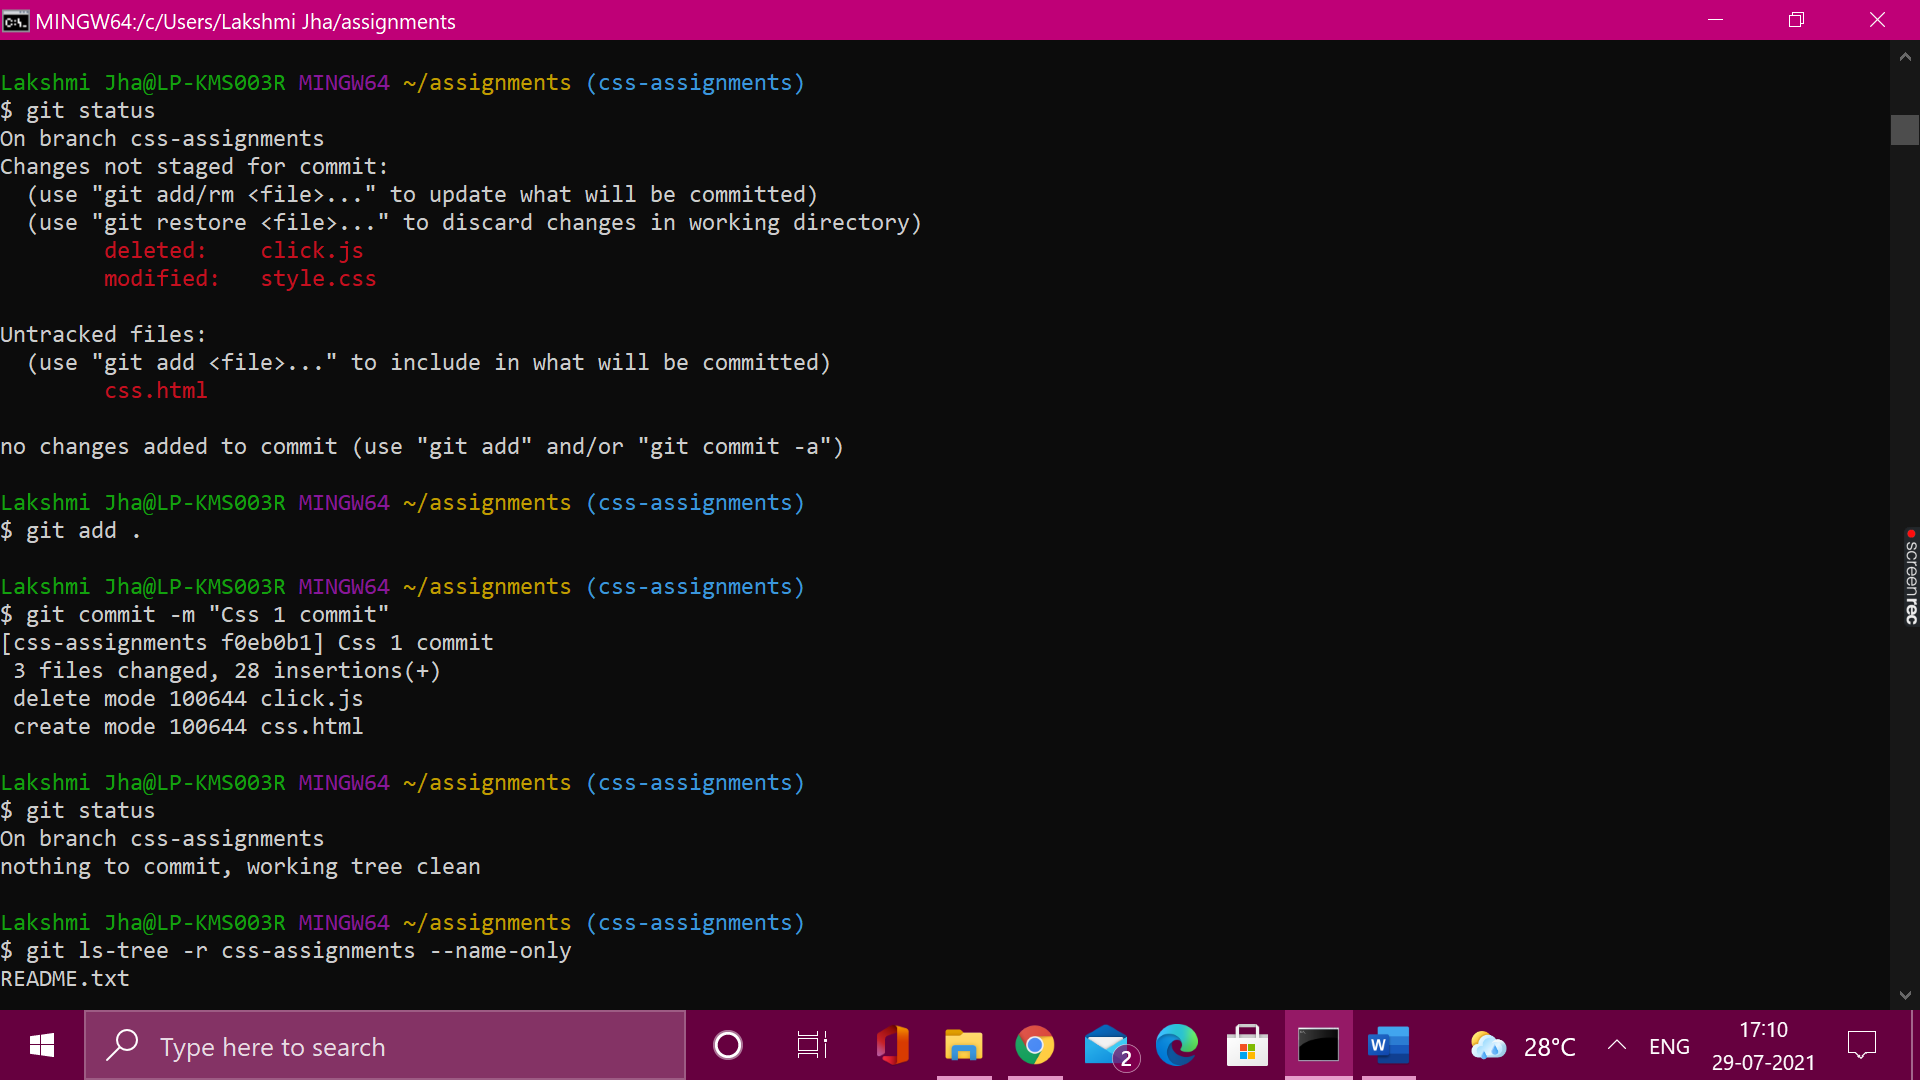 MINGW64:/c/Users/Lakshmi Jha/assignments
Lakshmi Jha@LP-KMS003R MINGW64 ~/assignments (css-assignments)
$ git status
On branch css-assignments
Changes not staged for commit:
  (use "git add/rm <file>..." to update what will be committed)
  (use "git restore <file>..." to discard changes in working directory)
        deleted:    click.js
        modified:   style.css
Untracked files:
  (use "git add <file>..." to include in what will be committed)
        css.html
no changes added to commit (use "git add" and/or "git commit -a")
Lakshmi Jha@LP-KMS003R MINGW64 ~/assignments (css-assignments)
$ git add .
Lakshmi Jha@LP-KMS003R MINGW64 ~/assignments (css-assignments)
$ git commit -m "Css 1 commit"
[css-assignments f0eb0b1] Css 1 commit
 3 files changed, 28 insertions(+)
 delete mode 100644 click.js
 create mode 100644 css.html
Lakshmi Jha@LP-KMS003R MINGW64 ~/assignments (css-assignments)
$ git status
On branch css-assignments
nothing to commit, working tree clean
Lakshmi Jha@LP-KMS003R MINGW64 ~/assignments (css-assignments)
$ git ls-tree -r css-assignments --name-only
README.txt
screenrec
Type here to search
2
W
28°C
ENG
17:10
29-07-2021